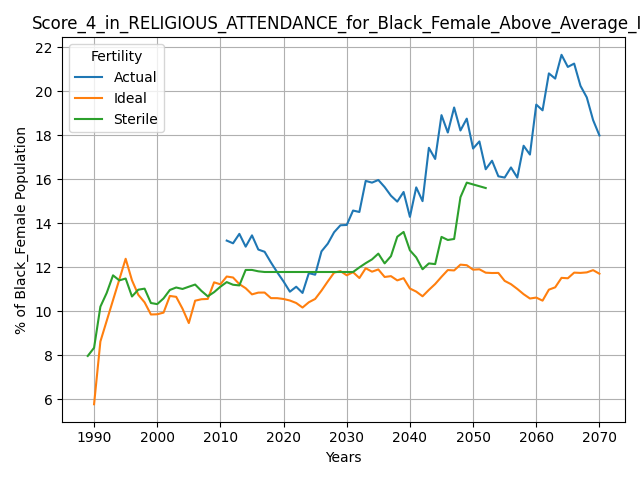 Score_4_in_RELIGIOUS_ATTENDANCE_for_Black_Female_Above_Average_I
Fertility
Actual
Ideal
Sterile
% of Black_Female Population
22
20
18
16
14
12
10
8
6
1990 2000 2010 2020 2030 2040 2050 2060 2070
Years